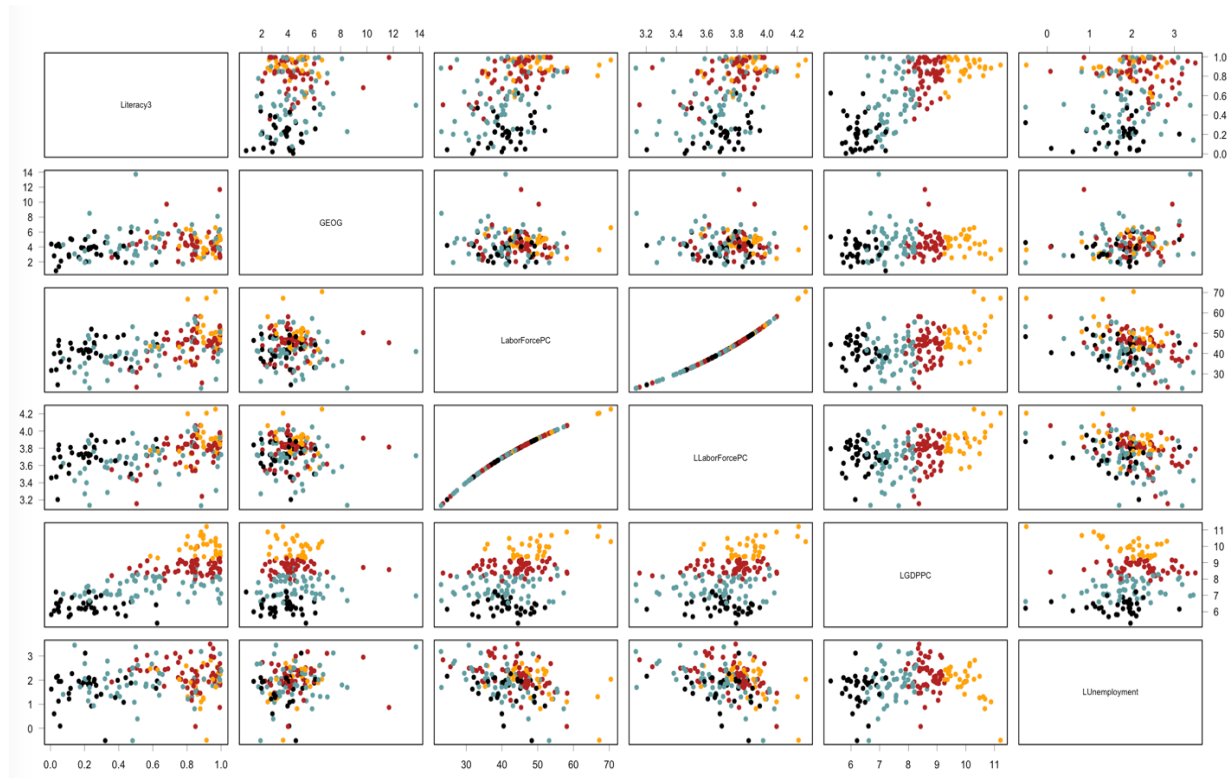 2 4 6 8 10 12 14
3.2 3.4 3.6 3.8 4.0 4.2
0 1 2 3
Literacy3
0.0 0.2 0.4 0.6 0.8 1.0
2 4 6 8 10 12 14
GEOG
LaborForcePC
30 40 50 60 70
3.2 3.4 3.6 3.8 4.0 4.2
LLaborForcePC
LGDPPC
6 7 8 9 10 11
0 1 2 3
LUnemployment
0.0 0.2 0.4 0.6 0.8 1.0
30 40 50 60 70
6 7 8 9 10 11